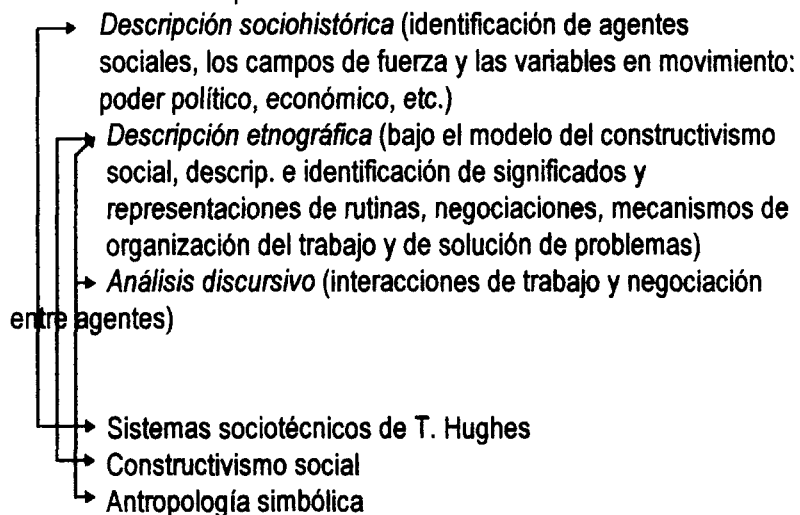 Descripción sociohistórica (identificación de agentes
sociales, los campos de fuerza y las variables en movimiento:
poder político, económico, etc.)
Descripción etnográfica (bajo el modelo del constructivismo
social, descrip. e identificación de significados y
representaciones de rutinas, negociaciones, mecanismos de
organización del trabajo y de solución de problemas)
Análisis discursivo (interacciones de trabajo y negociación
entre agentes)
Sistemas sociotécnicos de T. Hughes
Constructivismo social
Antropología simbólica